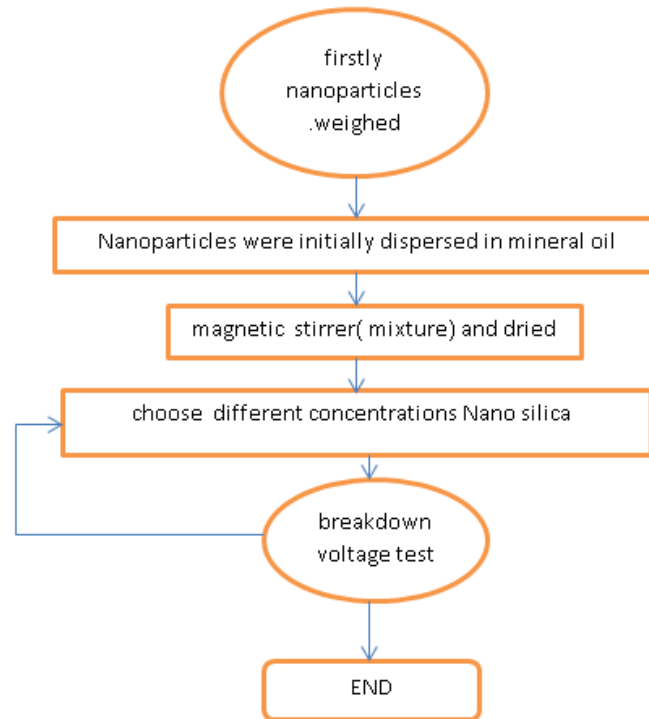 firstly
nanoparticles
.weighed
Nanoparticles were initially dispersed in mineral oil
magnetic stirrer( mixture) and dried
choose different concentrations Nano silica
breakdown
voltage test
END